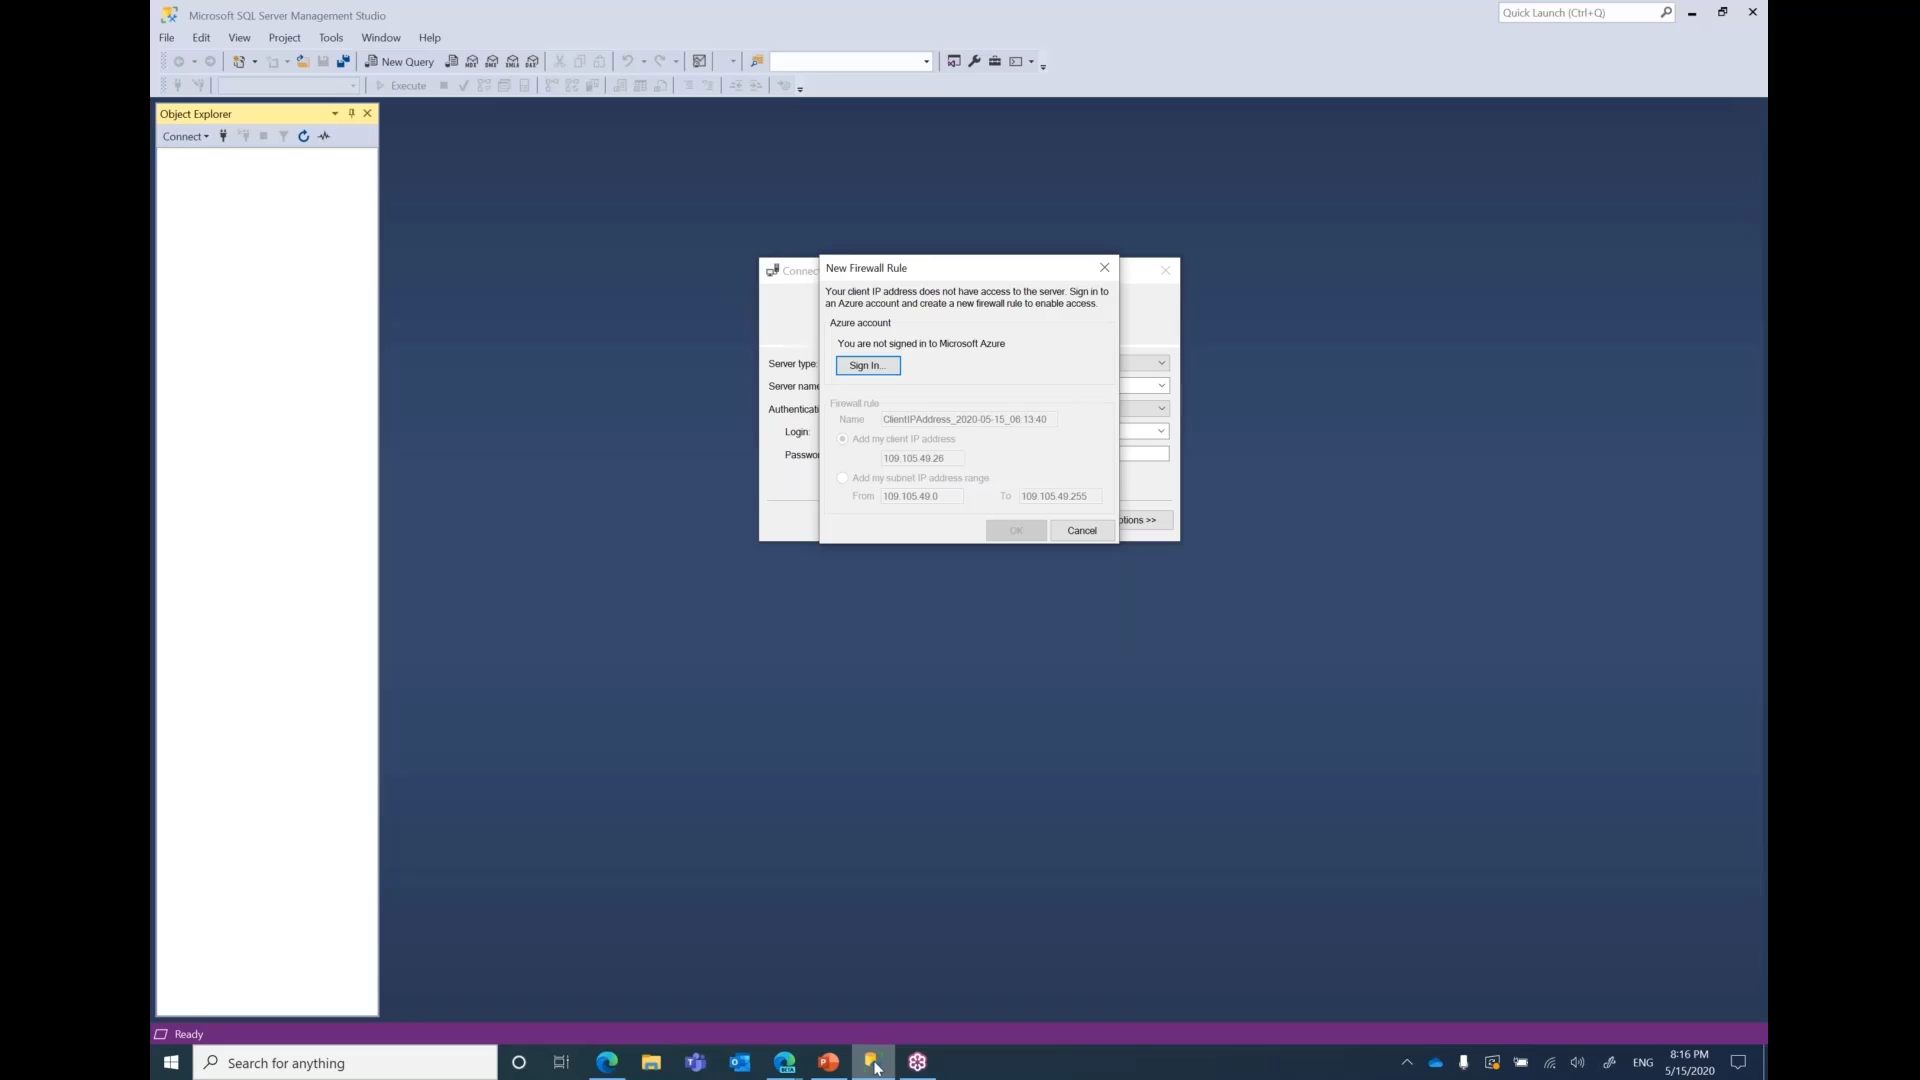 Microsoft SQL Server Management Studio
Quick Launch (Ctrl+Q)
File Edit View Project Tools Window Help
New Query
Execute
Object Explorer
Connect
Connec
New Firewall Rule
Your client IP address does not have access to the server. Sign in to
an Azure account and create a new firewall rule to enable access.
Azure account
You are not signed in to Microsoft Azure
Sign In...
Server type:
Server name
Authenticati
Login:
Passwor
Firewall rule
Name ClientIPAddress_2020-05-15_06:13:40
Add my client IP address
109.105.49.26
Add my subnet IP address range
From 109.105.49.0 To 109.105.49.255
OK Cancel
ptions >>
Ready
Search for anything
ENG
8:16 PM
5/15/2020